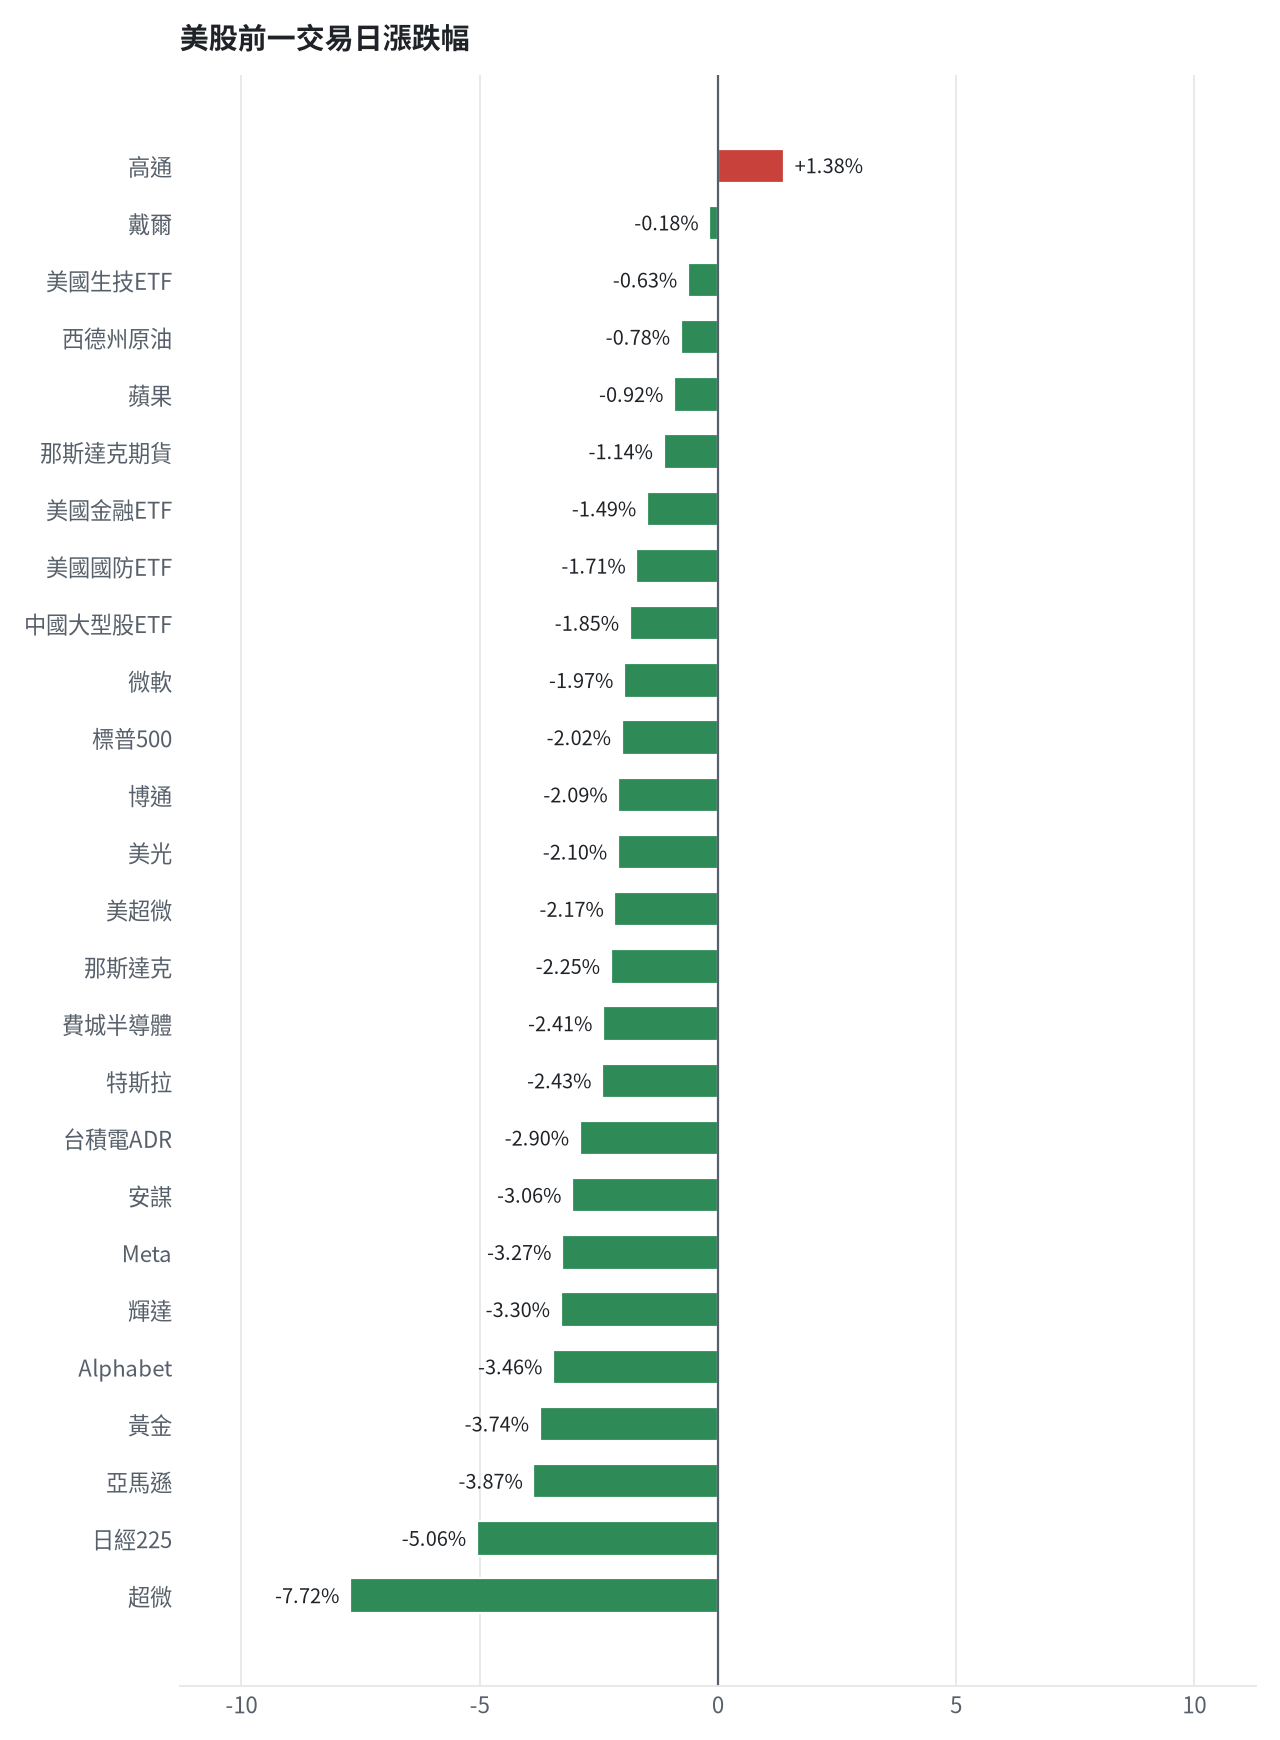 美股前一交易日漲跌幅
高通 +1.38%
戴爾 -0.18%
美國生技ETF -0.63%
西德州原油 -0.78%
蘋果 -0.92%
那斯達克期貨 -1.14%
美國金融ETF -1.49%
美國國防ETF -1.71%
中國大型股ETF -1.85%
微軟 -1.97%
標普500 -2.02%
博通 -2.09%
美光 -2.10%
美超微 -2.17%
那斯達克 -2.25%
費城半導體 -2.41%
特斯拉 -2.43%
台積電ADR -2.90%
安謀 -3.06%
Meta -3.27%
輝達 -3.30%
Alphabet -3.46%
黃金 -3.74%
亞馬遜 -3.87%
日經225 -5.06%
超微 -7.72%
-10 -5 0 5 10